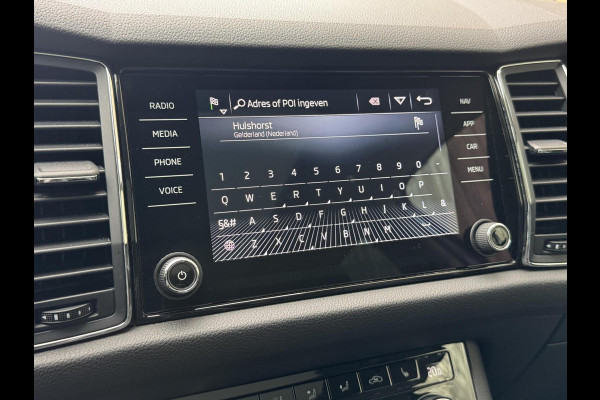 RADIO
MEDIA
PHONE
VOICE
Adres of POI ingeven
Hulshorst
Gelderland (Nederland)
1 2 3 4 5 6 7 8 9 0 -
Q W E R T Y U I O P
§&# A S D F G H J K L &
Z X C V B N M
NAV
APP
CAR
MENU